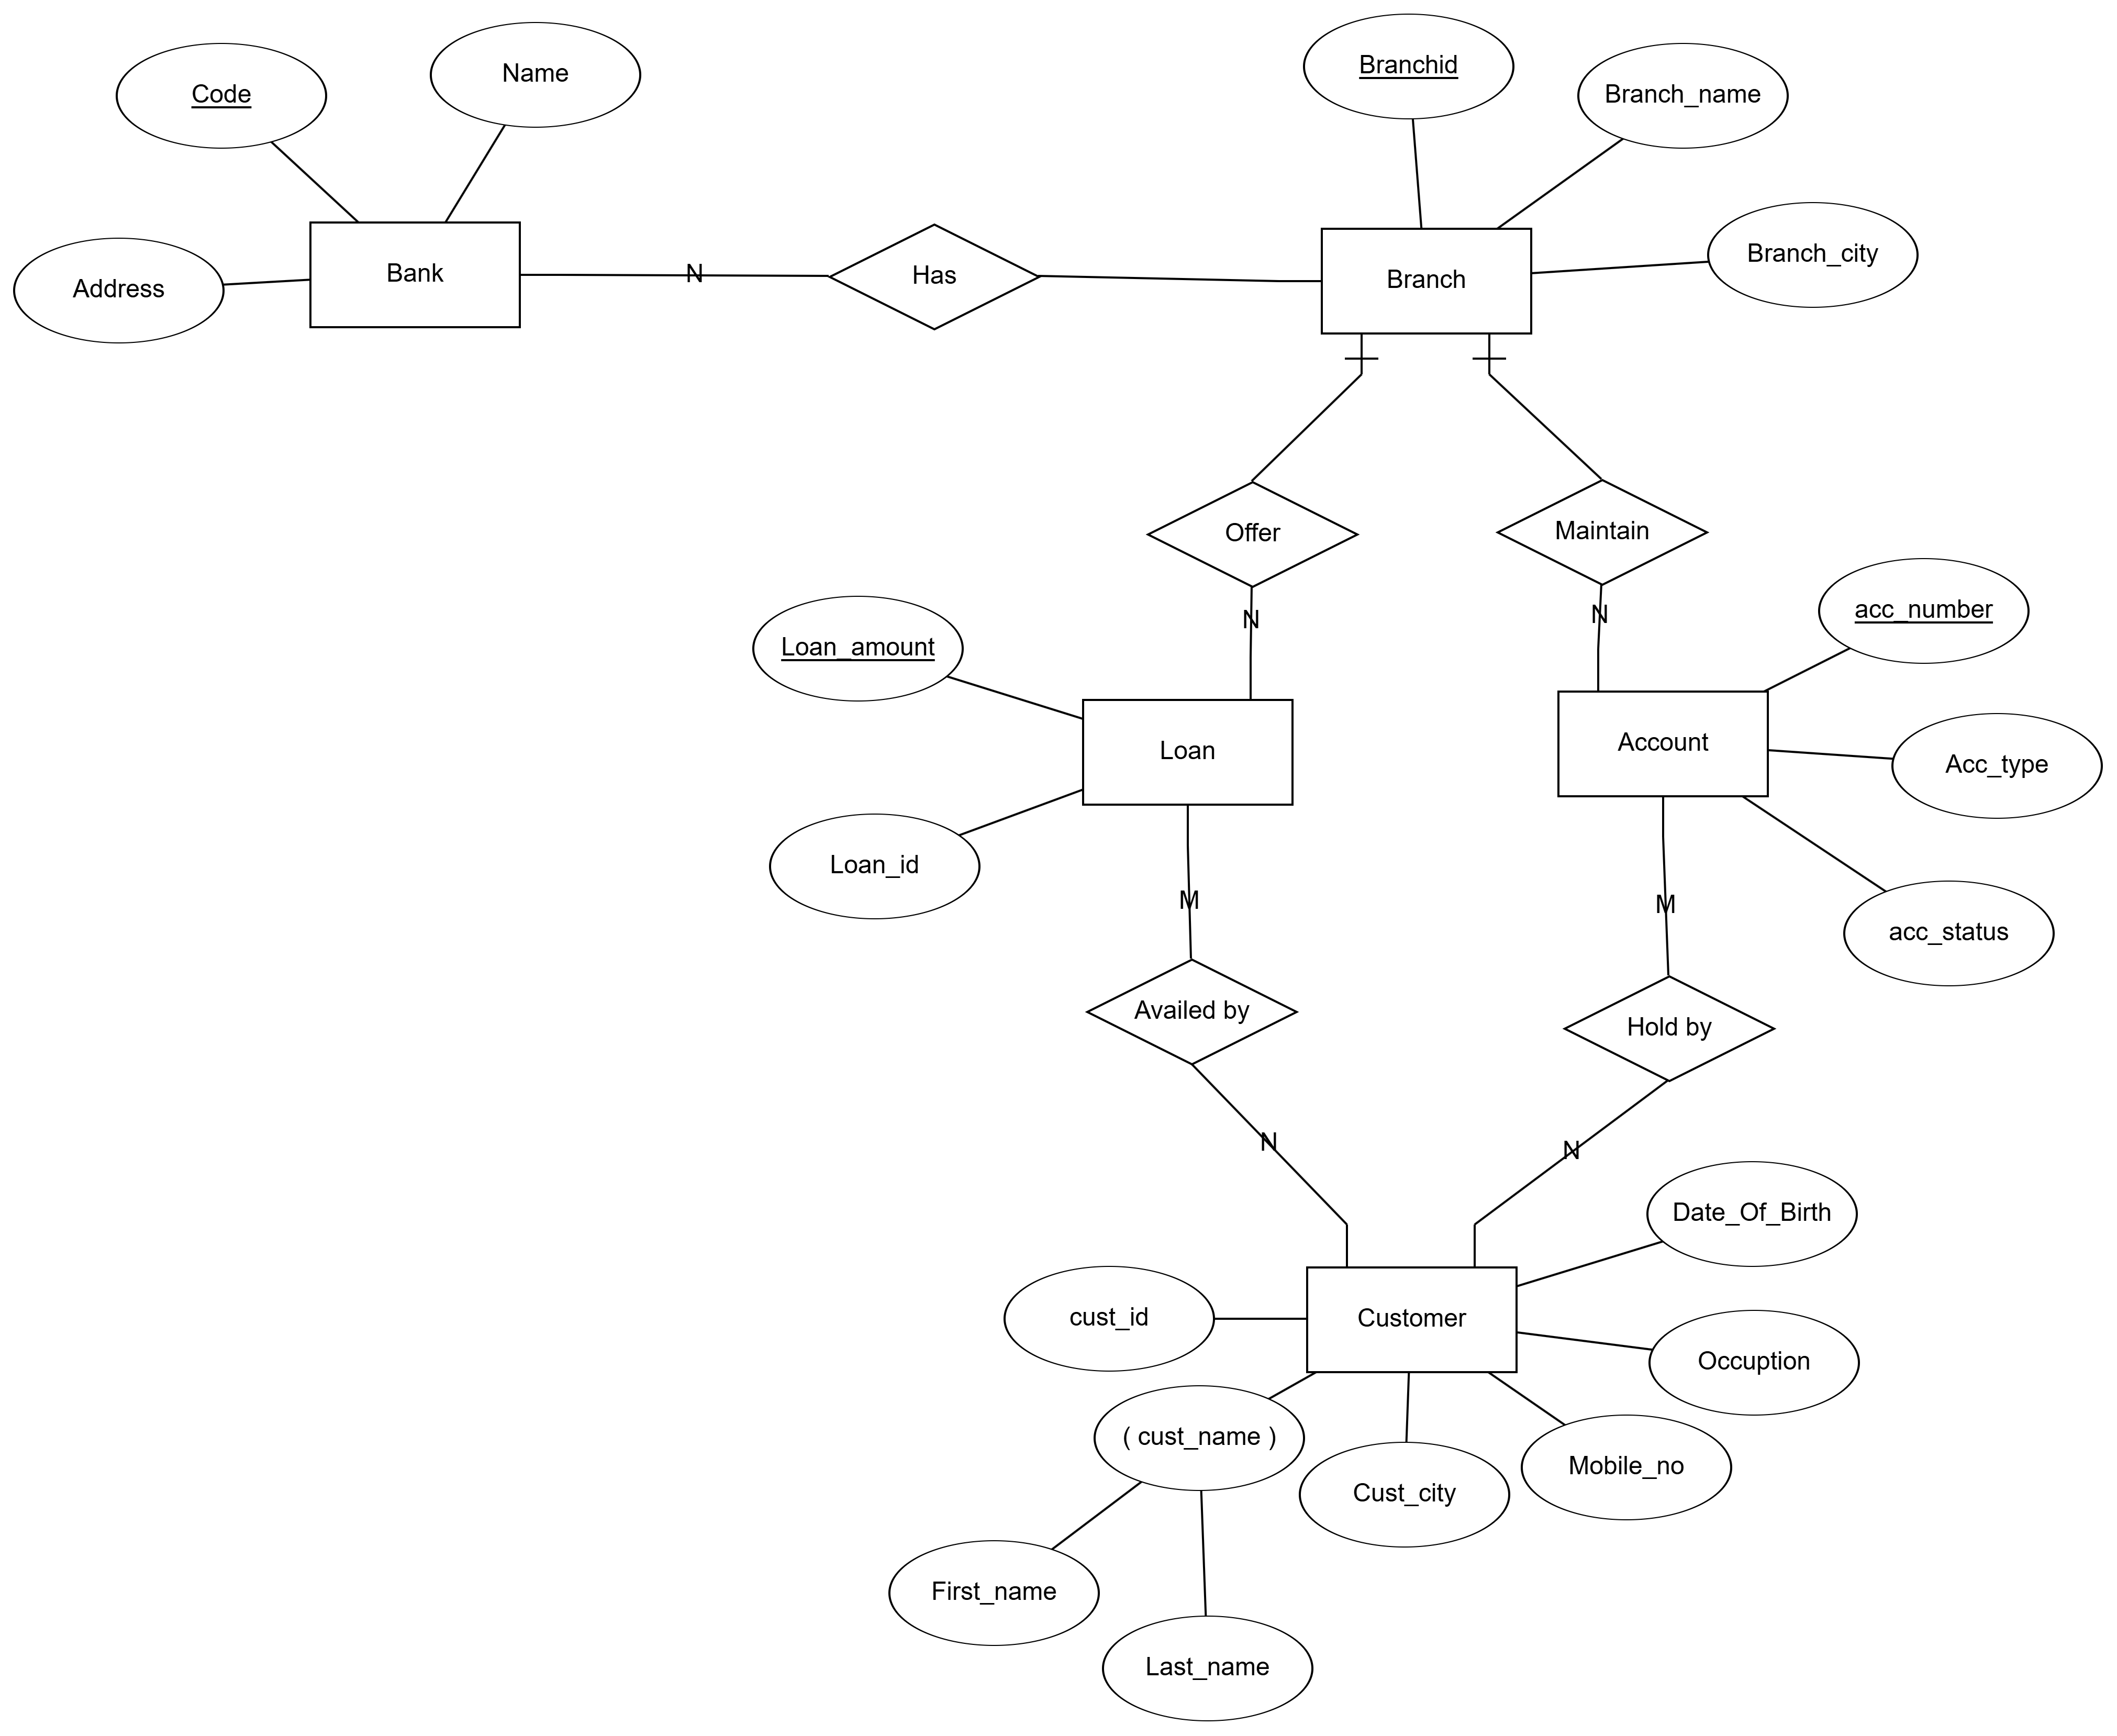 Code
Name
Branchid
Branch_name
Address
Bank
N
Has
Branch
Branch_city
Offer
Maintain
N
N
Loan_amount
acc_number
Loan
Account
Acc_type
Loan_id
M
M
acc_status
Availed by
Hold by
N
N
Date_Of_Birth
cust_id
Customer
Occuption
( cust_name )
Cust_city
Mobile_no
First_name
Last_name